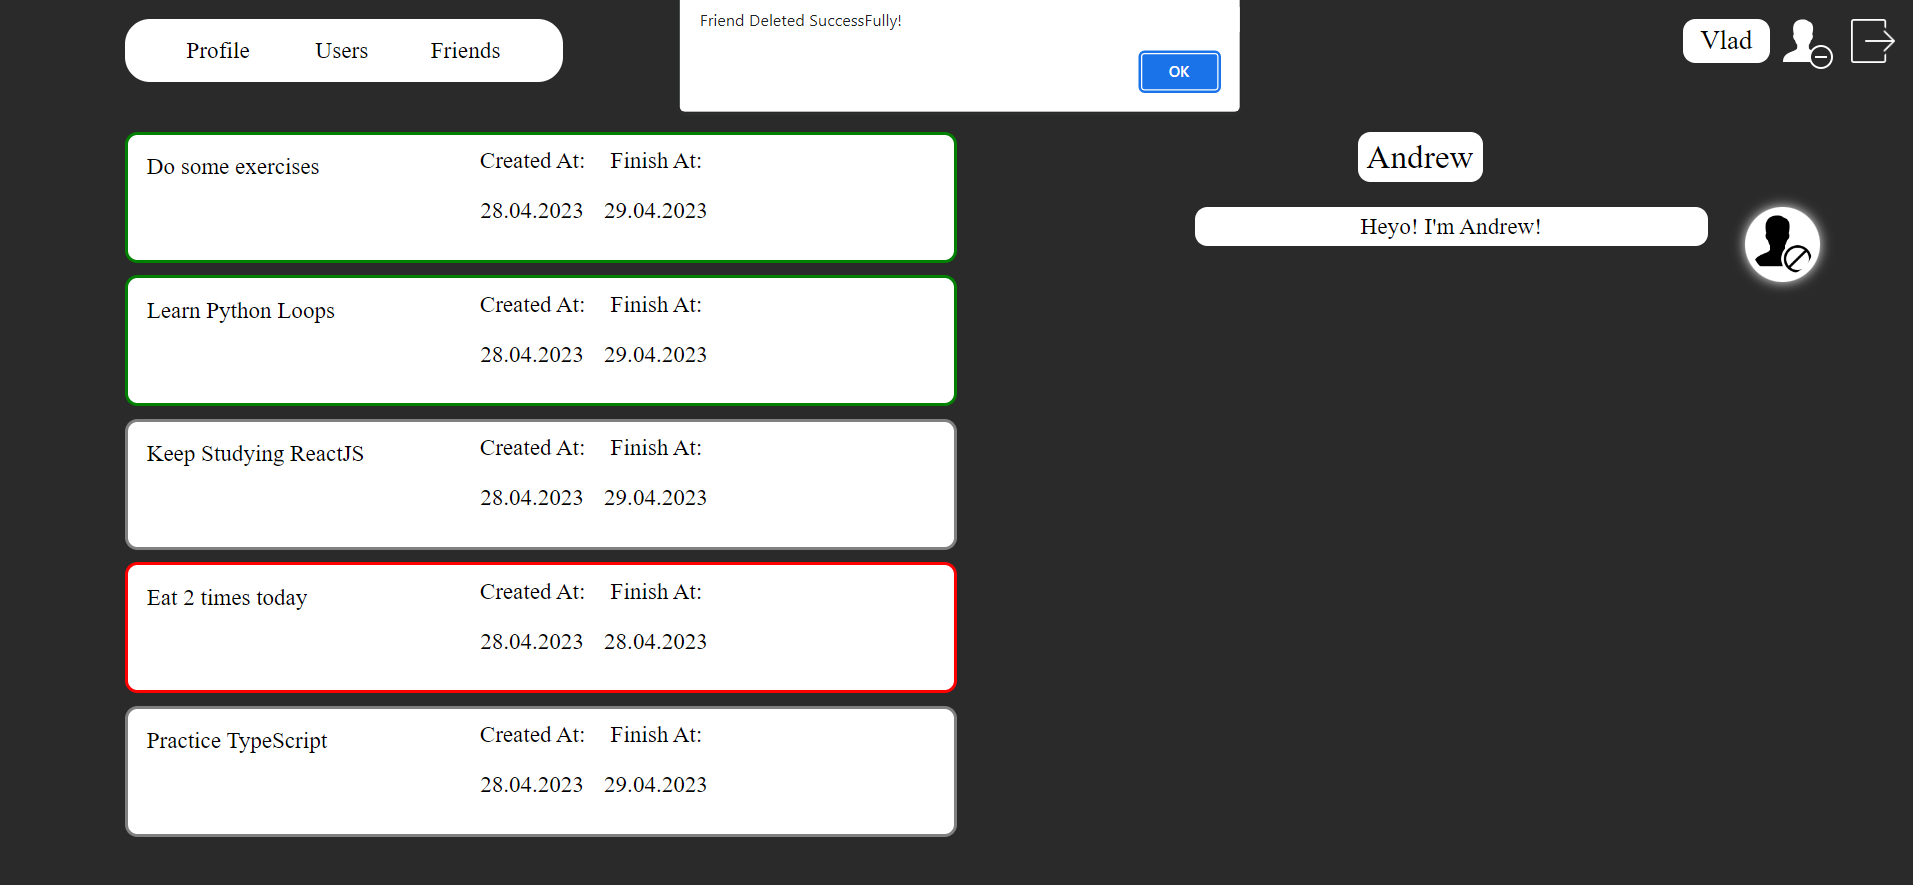 Friend Deleted SuccessFully!
OK
Profile Users Friends
Vlad
Do some exercises
Created At: Finish At:
28.04.2023 29.04.2023
Learn Python Loops
Created At: Finish At:
28.04.2023 29.04.2023
Keep Studying ReactJS
Created At: Finish At:
28.04.2023 29.04.2023
Eat 2 times today
Created At: Finish At:
28.04.2023 28.04.2023
Practice TypeScript
Created At: Finish At:
28.04.2023 29.04.2023
Andrew
Heyo! I'm Andrew!